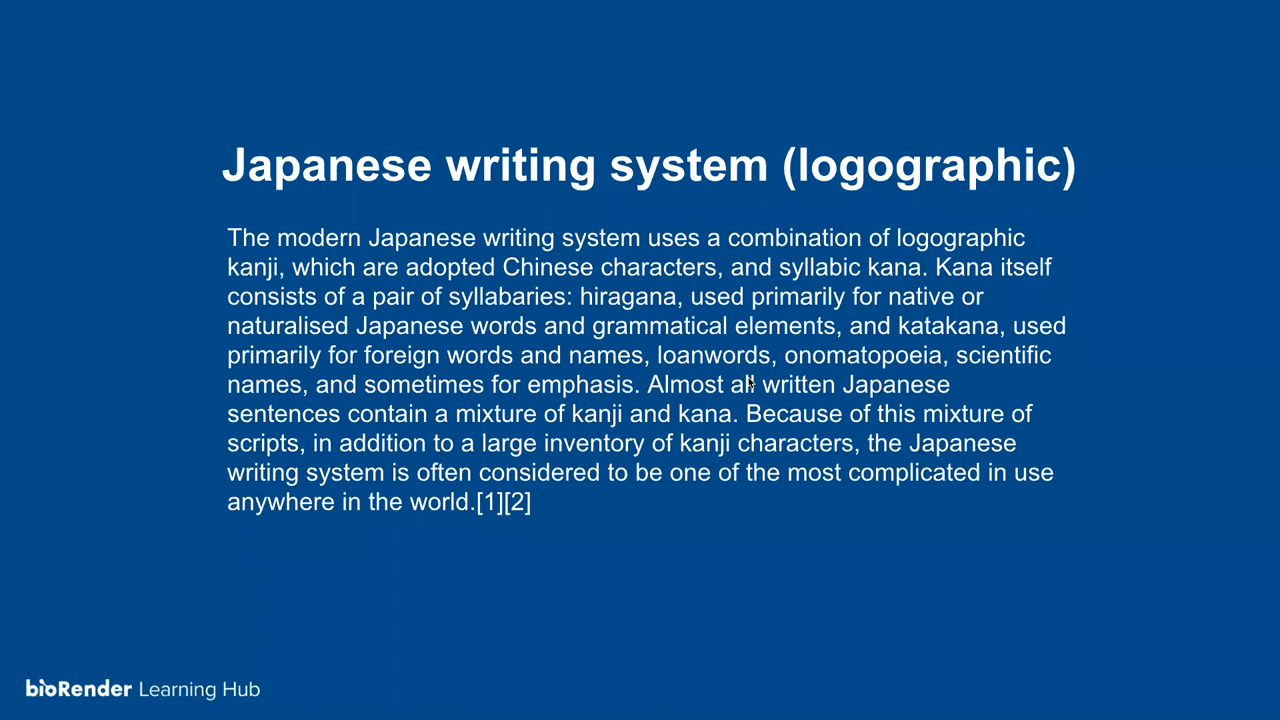 Japanese writing system (logographic)
The modern Japanese writing system uses a combination of logographic
kanji, which are adopted Chinese characters, and syllabic kana. Kana itself
consists of a pair of syllabaries: hiragana, used primarily for native or
naturalised Japanese words and grammatical elements, and katakana, used
primarily for foreign words and names, loanwords, onomatopoeia, scientific
names, and sometimes for emphasis. Almost all written Japanese
sentences contain a mixture of kanji and kana. Because of this mixture of
scripts, in addition to a large inventory of kanji characters, the Japanese
writing system is often considered to be one of the most complicated in use
anywhere in the world.[1][2]
bioRender Learning Hub